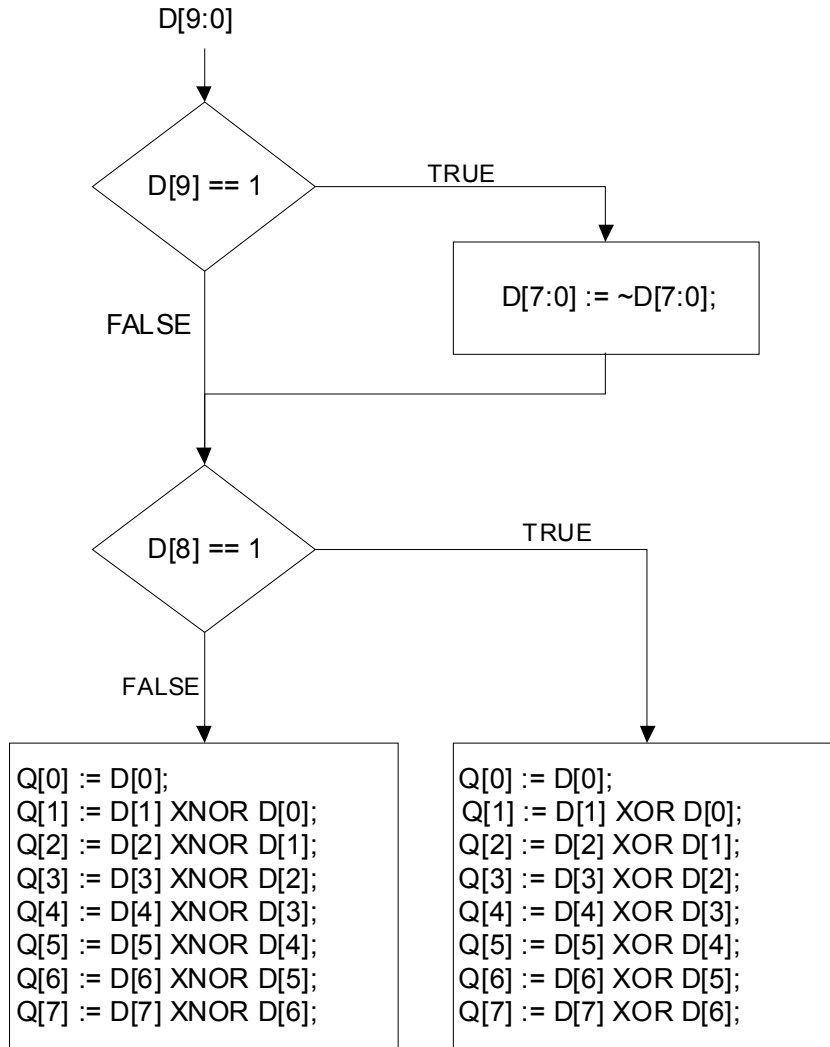 D[9:0]
D[9] == 1
TRUE
D[7:0] := ~D[7:0];
FALSE
D[8] == 1
TRUE
FALSE
Q[0] := D[0];
Q[1] := D[1] XNOR D[0];
Q[2] := D[2] XNOR D[1];
Q[3] := D[3] XNOR D[2];
Q[4] := D[4] XNOR D[3];
Q[5] := D[5] XNOR D[4];
Q[6] := D[6] XNOR D[5];
Q[7] := D[7] XNOR D[6];
Q[0] := D[0];
Q[1] := D[1] XOR D[0];
Q[2] := D[2] XOR D[1];
Q[3] := D[3] XOR D[2];
Q[4] := D[4] XOR D[3];
Q[5] := D[5] XOR D[4];
Q[6] := D[6] XOR D[5];
Q[7] := D[7] XOR D[6];